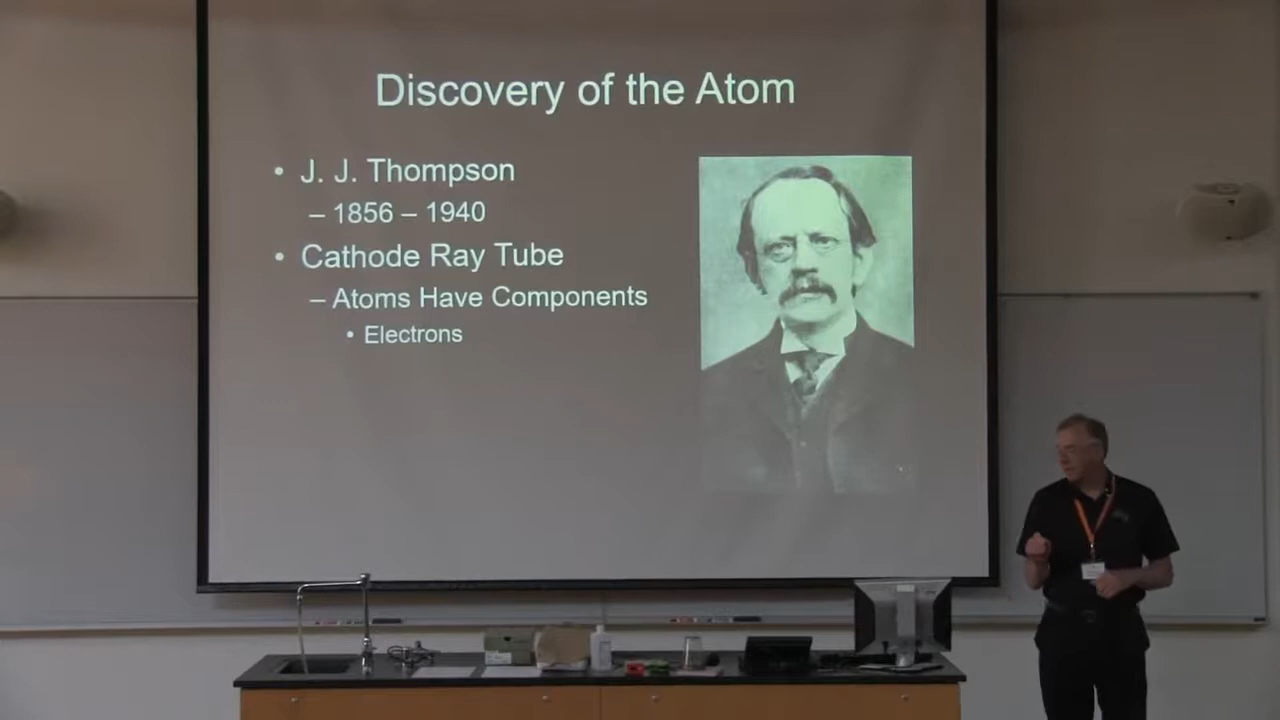 Discovery of the Atom
• J. J. Thompson
– 1856 – 1940
• Cathode Ray Tube
– Atoms Have Components
• Electrons